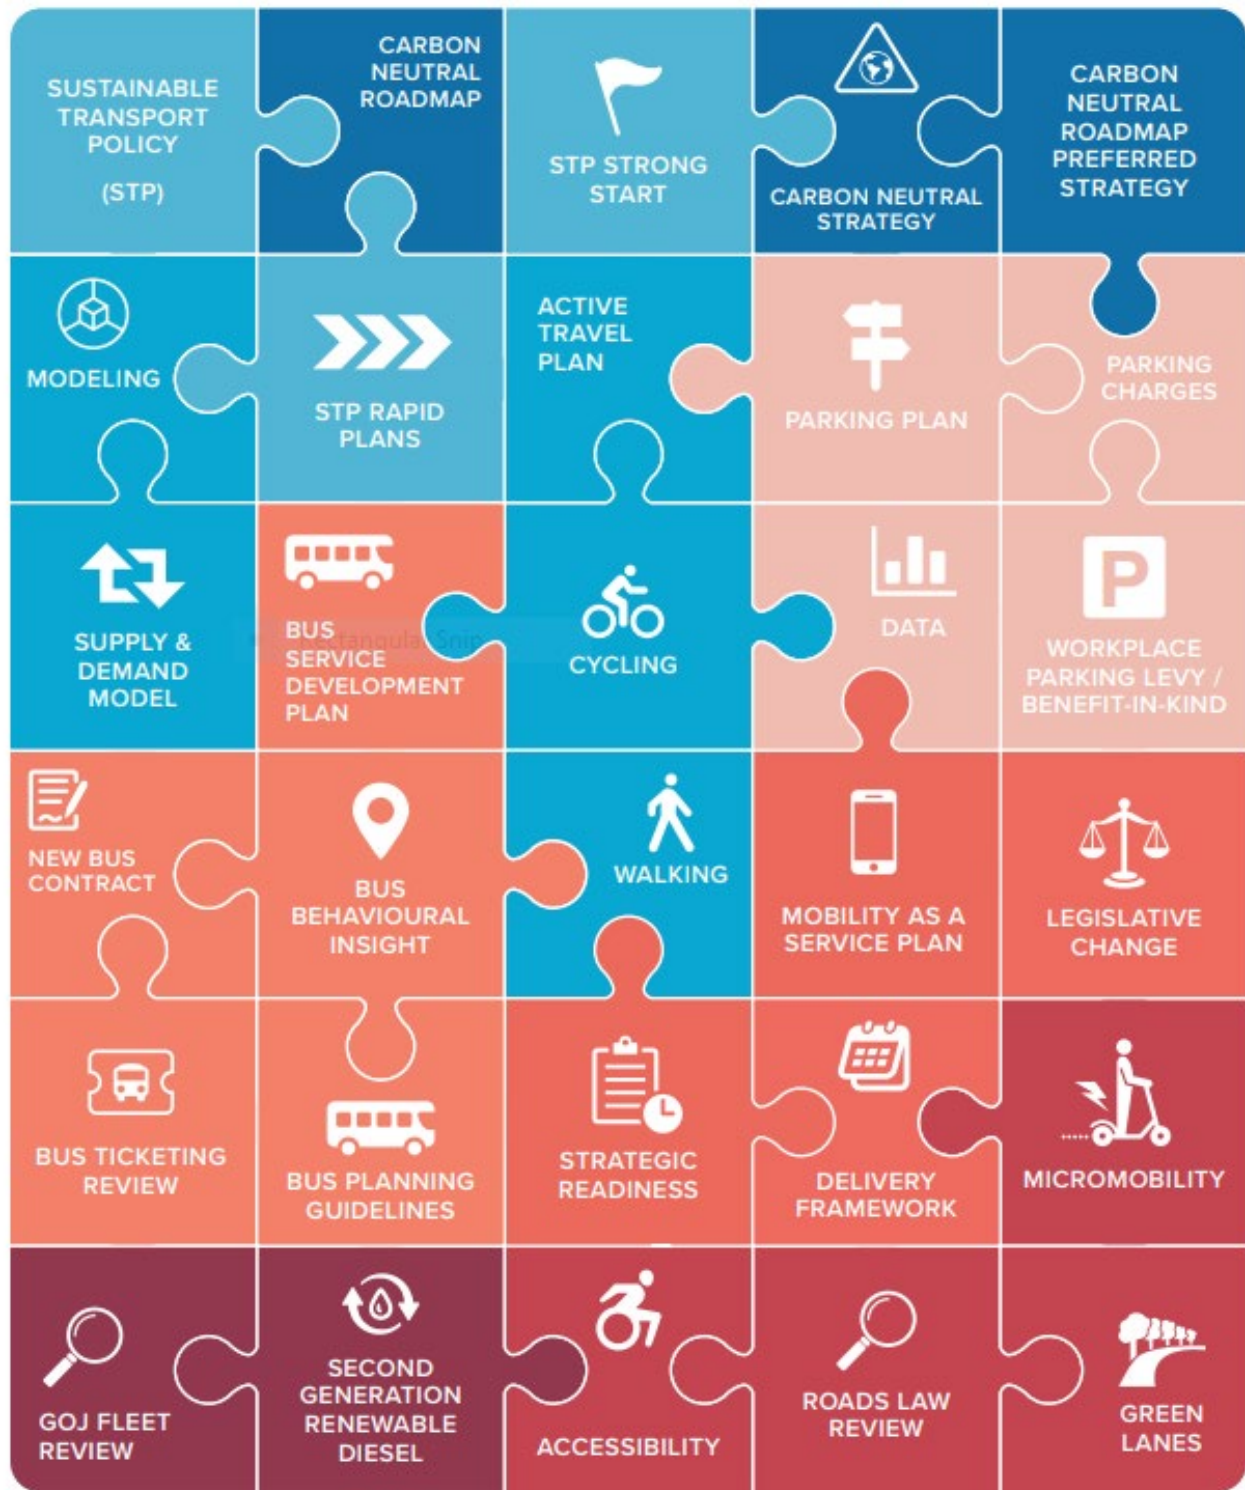 SUSTAINABLE
TRANSPORT
POLICY
(STP)
CARBON
NEUTRAL
ROADMAP
STP STRONG
START
CARBON NEUTRAL
STRATEGY
CARBON
NEUTRAL
ROADMAP
PREFERRED
STRATEGY
MODELING
STP RAPID
PLANS
ACTIVE
TRAVEL
PLAN
PARKING PLAN
PARKING
CHARGES
SUPPLY &
DEMAND
MODEL
BUS
SERVICE
DEVELOPMENT
PLAN
Rectangular Snip
CYCLING
DATA
P
WORKPLACE
PARKING LEVY /
BENEFIT-IN-KIND
NEW BUS
CONTRACT
BUS
BEHAVIOURAL
INSIGHT
WALKING
MOBILITY AS A
SERVICE PLAN
LEGISLATIVE
CHANGE
BUS TICKETING
REVIEW
BUS PLANNING
GUIDELINES
STRATEGIC
READINESS
DELIVERY
FRAMEWORK
MICROMOBILITY
GOJ FLEET
REVIEW
SECOND
GENERATION
RENEWABLE
DIESEL
ACCESSIBILITY
ROADS LAW
REVIEW
GREEN
LANES